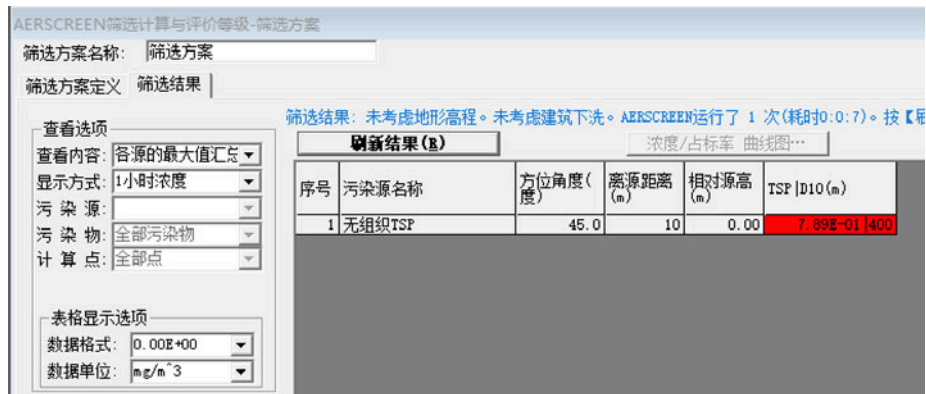 AERSCREEN筛选计算与评价等级-筛选方案
筛选方案名称: 筛选方案
筛选方案定义 筛选结果
筛选结果: 未考虑地形高程。未考虑建筑下洗。AERSCREEN运行了 1 次(耗时0:0:7)。按【
查看选项
查看内容: 各源的最大值汇总
显示方式: 1小时浓度
污 染 源:
污 染 物: 全部污染物
计 算 点: 全部点
表格显示选项
数据格式: 0.00E+00
数据单位: mg/m^3
刷新结果(R) 浓度/占标率 曲线图…
序号 污染源名称 方位角度(度) 离源距离(m) 相对源高(m) TSP|D10(m)
1 无组织TSP 45.0 10 0.00 7.89E-01|400